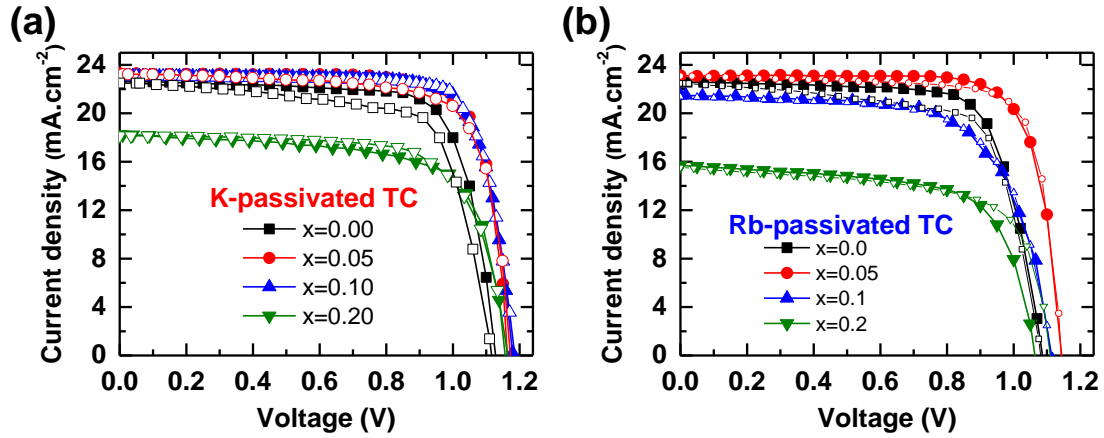 (a)
Current density (mA.cm-2)
24
20
16
12
8
4
0
K-passivated TC
x=0.00
x=0.05
x=0.10
x=0.20
0.0 0.2 0.4 0.6 0.8 1.0 1.2
Voltage (V)
(b)
Current density (mA.cm-2)
24
20
16
12
8
4
0
Rb-passivated TC
x=0.0
x=0.05
x=0.1
x=0.2
0.0 0.2 0.4 0.6 0.8 1.0 1.2
Voltage (V)